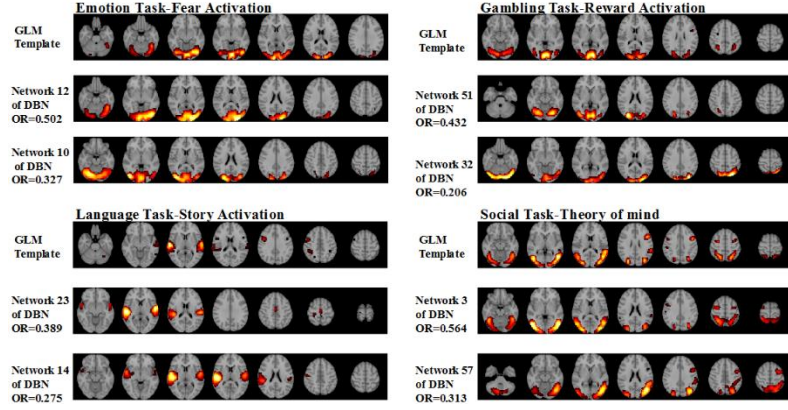 Emotion Task-Fear Activation
GLM
Template
Network 12
of DBN
OR=0.502
Network 10
of DBN
OR=0.327
Gambling Task-Reward Activation
GLM
Template
Network 51
of DBN
OR=0.432
Network 32
of DBN
OR=0.206
Language Task-Story Activation
GLM
Template
Network 23
of DBN
OR=0.389
Network 14
of DBN
OR=0.275
Social Task-Theory of mind
GLM
Template
Network 3
of DBN
OR=0.564
Network 57
of DBN
OR=0.313